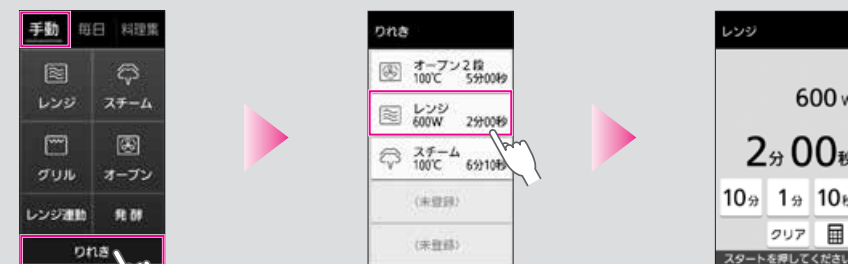 手動 毎日 料理集
レンジ スチーム
グリル オーブン
レンジ連動 発酵
りれき
りれき
オーブン2段
100℃ 5分00秒
レンジ
600W 2分00秒
スチーム
100℃ 6分10秒
(未登録)
(未登録)
レンジ
600 W
2分00秒
10分 1分 10秒
クリア
スタートを押してください